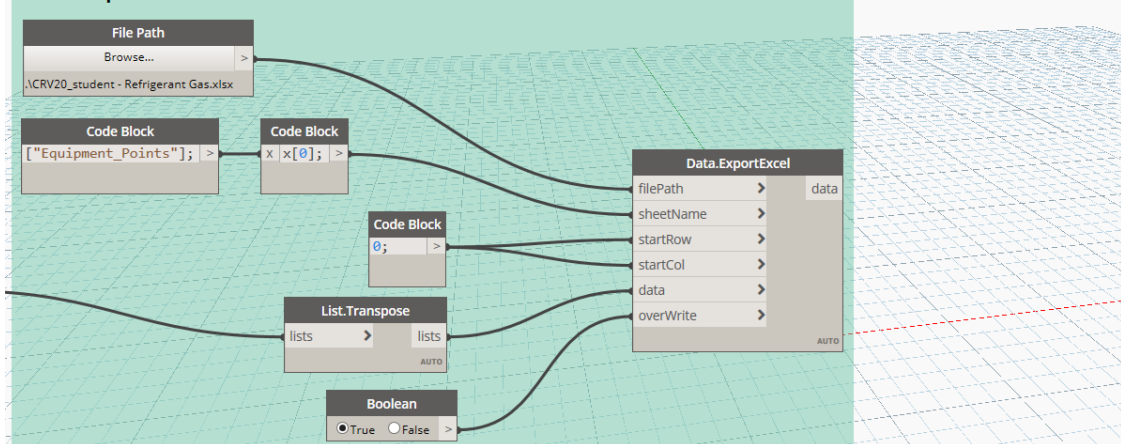 File Path
Browse...
>
.\CRV20_student - Refrigerant Gas.xlsx
Code Block
["Equipment_Points"]; >
Code Block
x x[0]; >
Code Block
0; >
List.Transpose
lists > lists
AUTO
Boolean
True False >
Data.ExportExcel
filePath > data
sheetName >
startRow >
startCol >
data >
overWrite >
AUTO